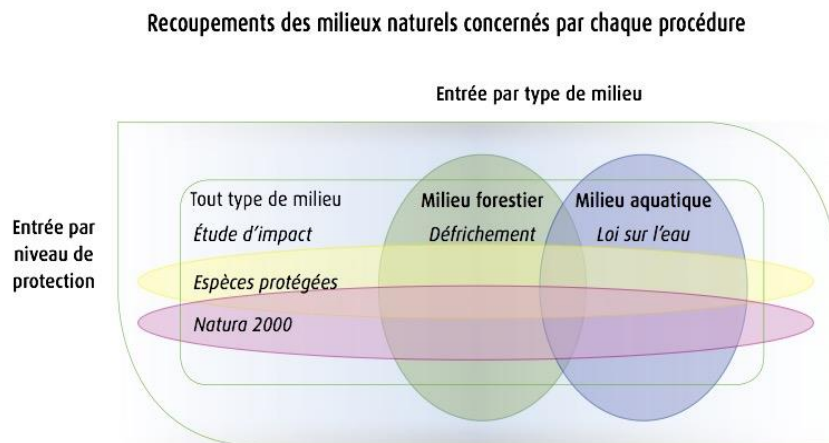 Recoupements des milieux naturels concernés par chaque procédure
Entrée par type de milieu
Entrée par
niveau de
protection
Tout type de milieu
Étude d'impact
Milieu forestier
Défrichement
Milieu aquatique
Loi sur l'eau
Espèces protégées
Natura 2000